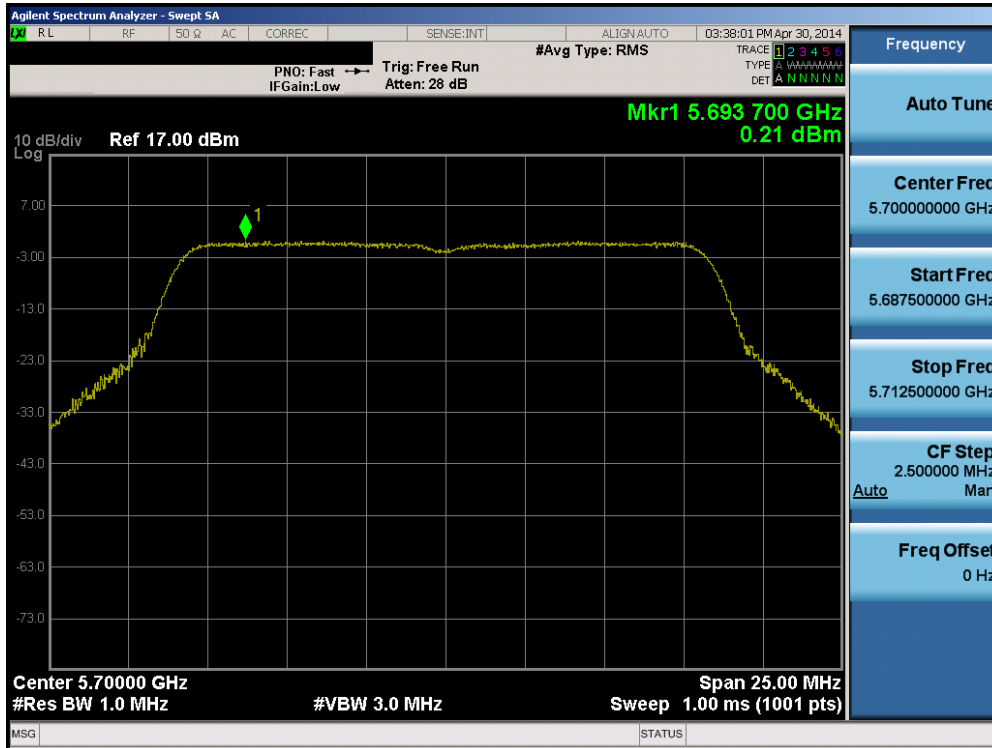 Agilent Spectrum Analyzer - Swept SA
LXI RL RF 50 Ω AC CORREC SENSE:INT ALIGN AUTO 03:38:01 PM Apr 30, 2014
#Avg Type: RMS TRACE 1 2 3 4 5 6
PNO: Fast Trig: Free Run TYPE A WWWWW
IFGain:Low Atten: 28 dB DET A N N N N N
Mkr1 5.693 700 GHz
0.21 dBm
10 dB/div Ref 17.00 dBm
Log
7.00
1
-3.00
-13.0
-23.0
-33.0
-43.0
-53.0
-63.0
-73.0
Center 5.70000 GHz Span 25.00 MHz
#Res BW 1.0 MHz #VBW 3.0 MHz Sweep 1.00 ms (1001 pts)
MSG STATUS
Frequency
Auto Tune
Center Freq
5.700000000 GHz
Start Freq
5.687500000 GHz
Stop Freq
5.712500000 GHz
CF Step
2.500000 MHz
Auto Man
Freq Offset
0 Hz